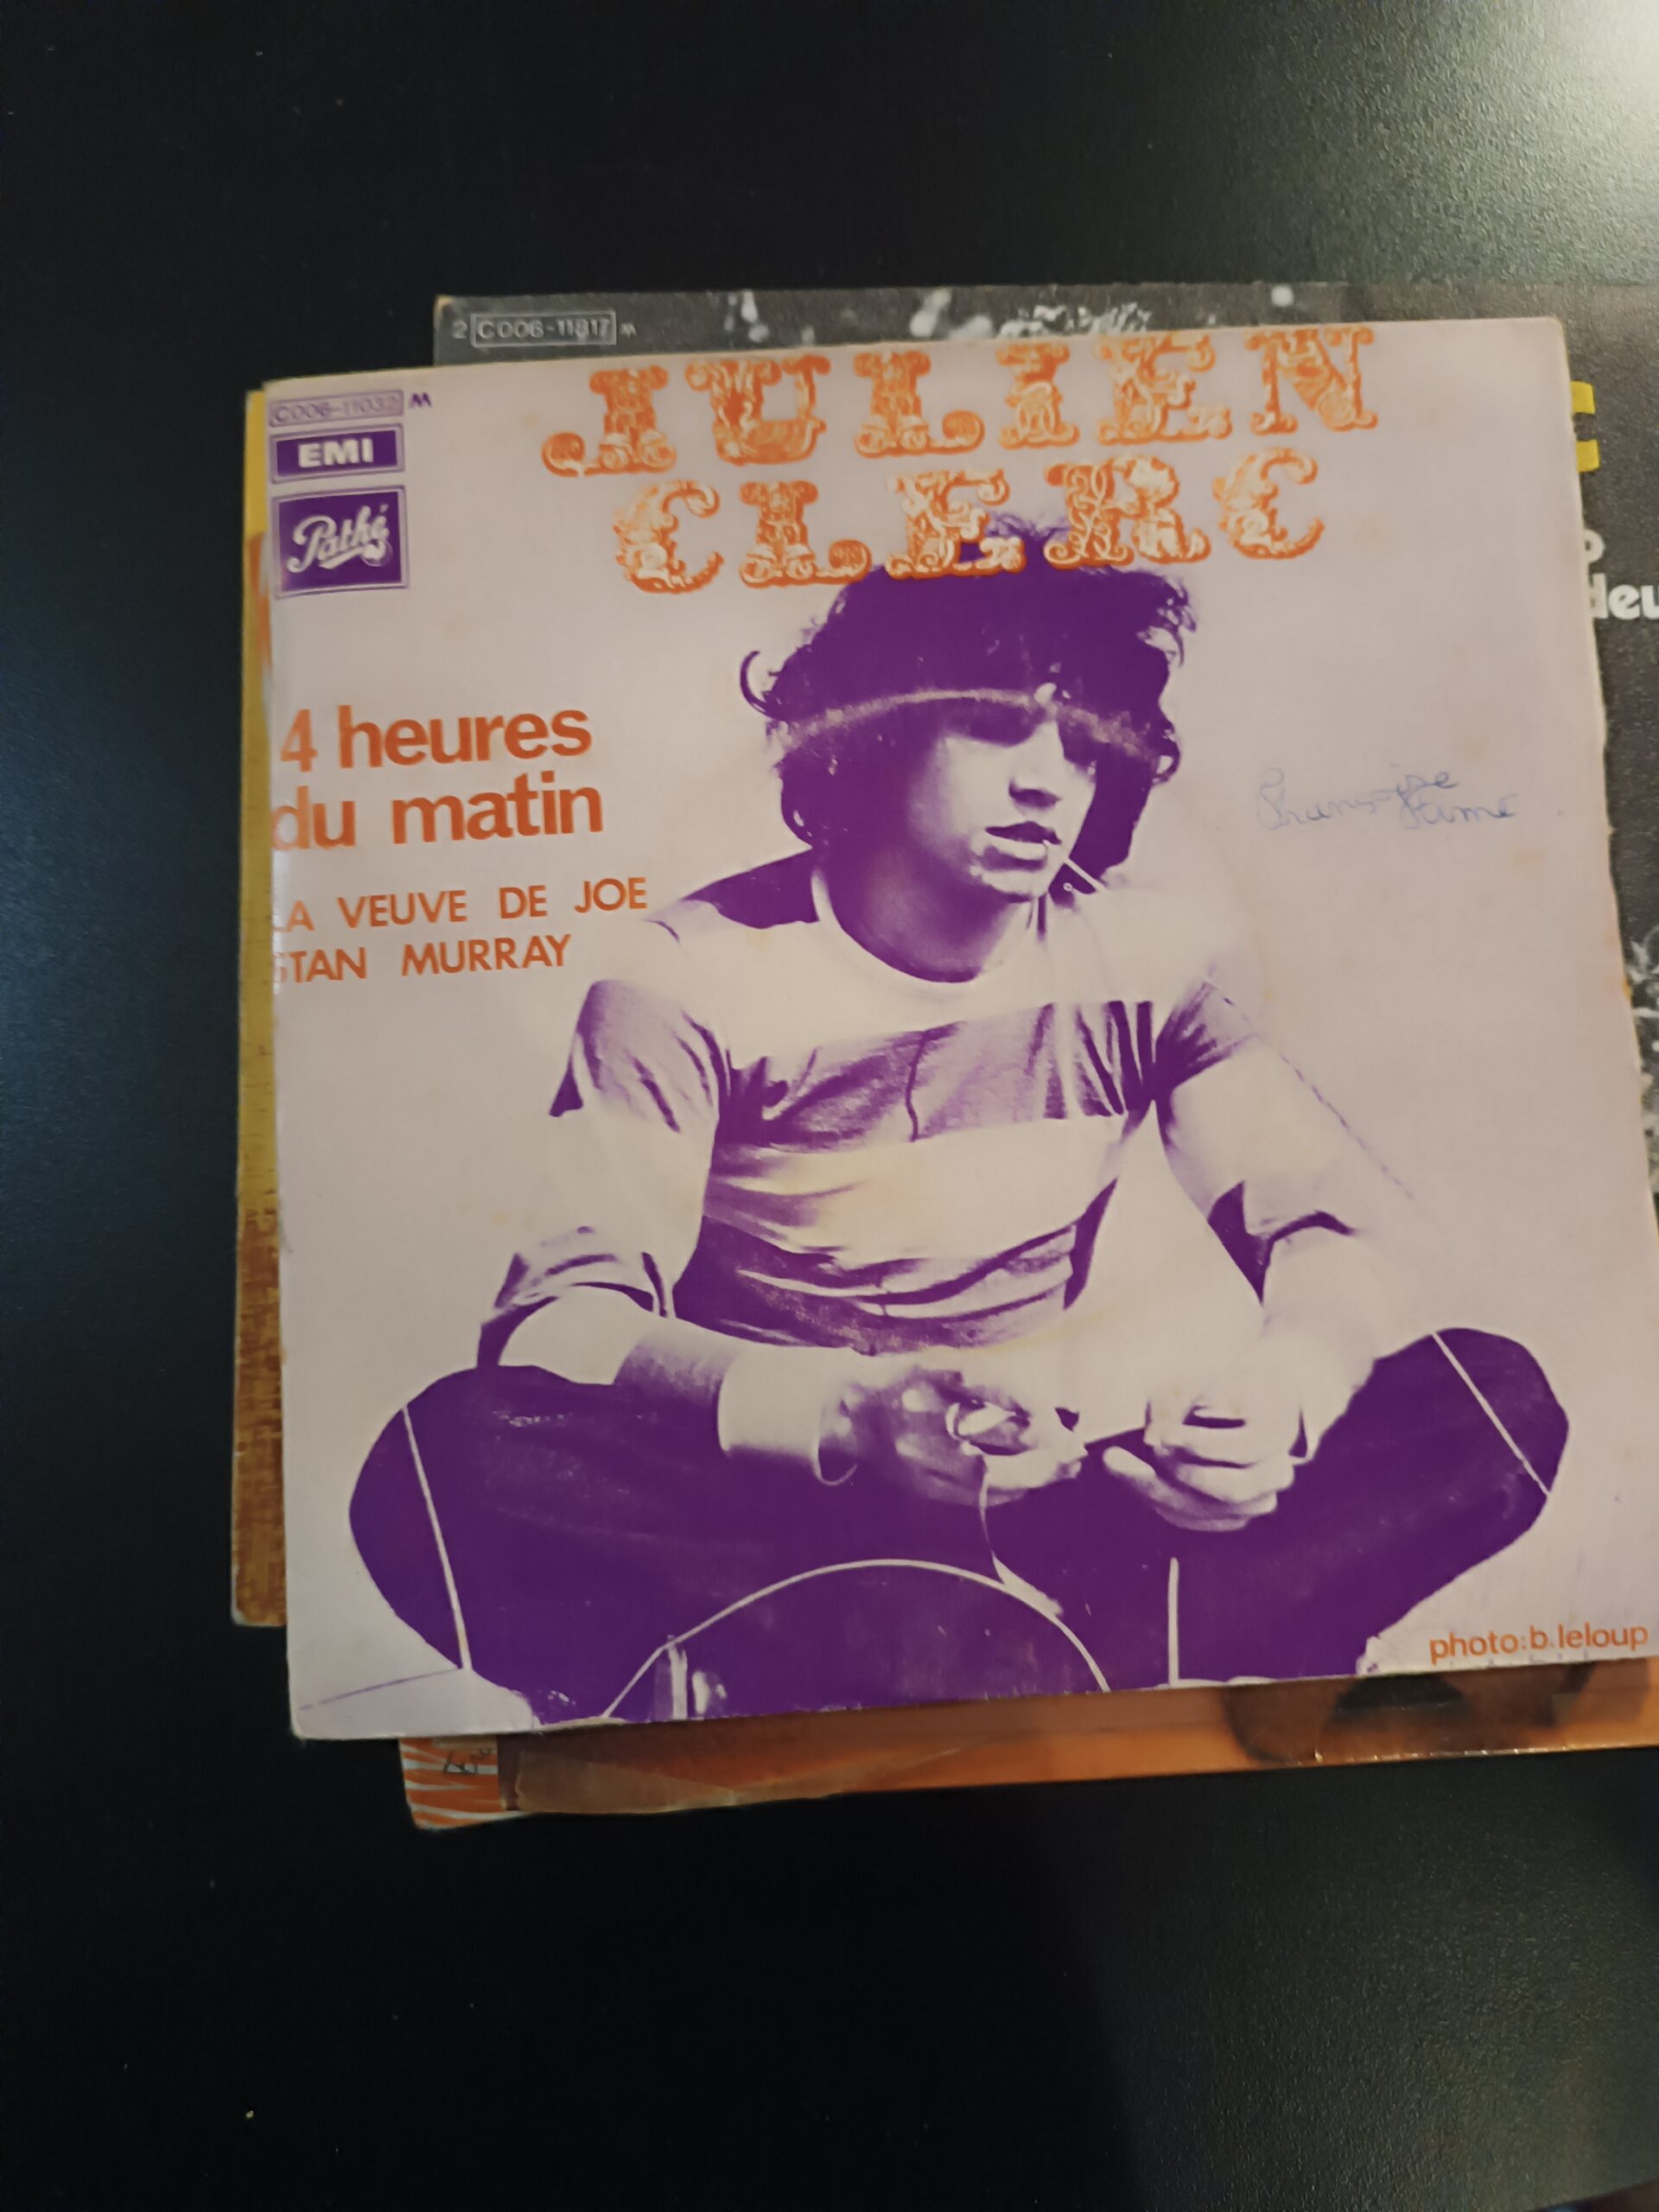 2 C006-11817 M
C006-11032 M
EMI
Pathé
JULIEN
CLERC
4 heures
du matin
LA VEUVE DE JOE
STAN MURRAY
deu
photo: b. leloup